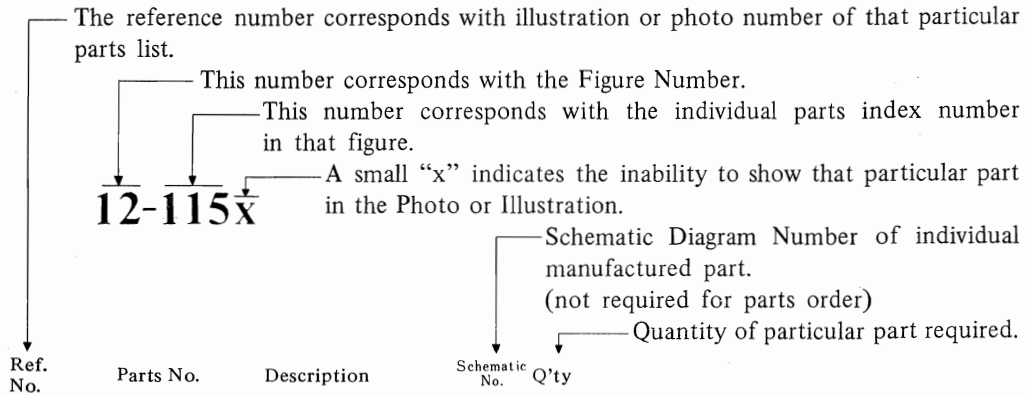 The reference number corresponds with illustration or photo number of that particular
parts list.
This number corresponds with the Figure Number.
This number corresponds with the individual parts index number
in that figure.
A small “x” indicates the inability to show that particular part
in the Photo or Illustration.
12-115x
Schematic Diagram Number of individual
manufactured part.
(not required for parts order)
Quantity of particular part required.
Ref.
No.
Parts No.
Description
Schematic
No.
Q'ty